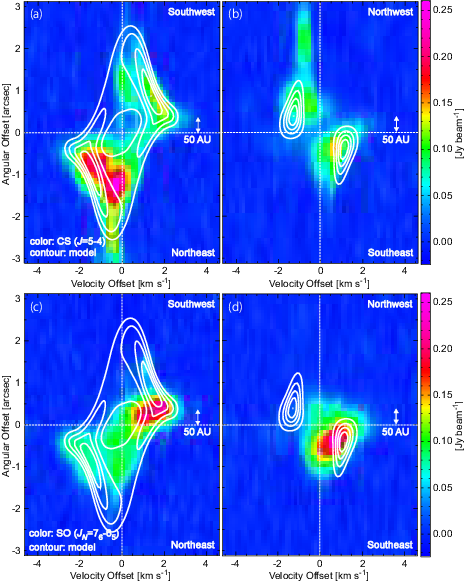 (a) Southwest (b) Northwest
Angular Offset [arcsec]
3
2
1
0
-1
-2
-3
50 AU
50 AU
color: CS (J=5-4)
contour: model
Northeast
Southeast
-4 -2 0 2 4
-4 -2 0 2 4
Velocity Offset [km s-1]
Velocity Offset [km s-1]
0.25
0.20
0.15
0.10
0.05
0.00
[Jy beam-1]
(c) Southwest (d) Northwest
Angular Offset [arcsec]
3
2
1
0
-1
-2
-3
50 AU
50 AU
color: SO (JN=76-65)
contour: model
Northeast
Southeast
-4 -2 0 2 4
-4 -2 0 2 4
Velocity Offset [km s-1]
Velocity Offset [km s-1]
0.25
0.20
0.15
0.10
0.05
0.00
[Jy beam-1]